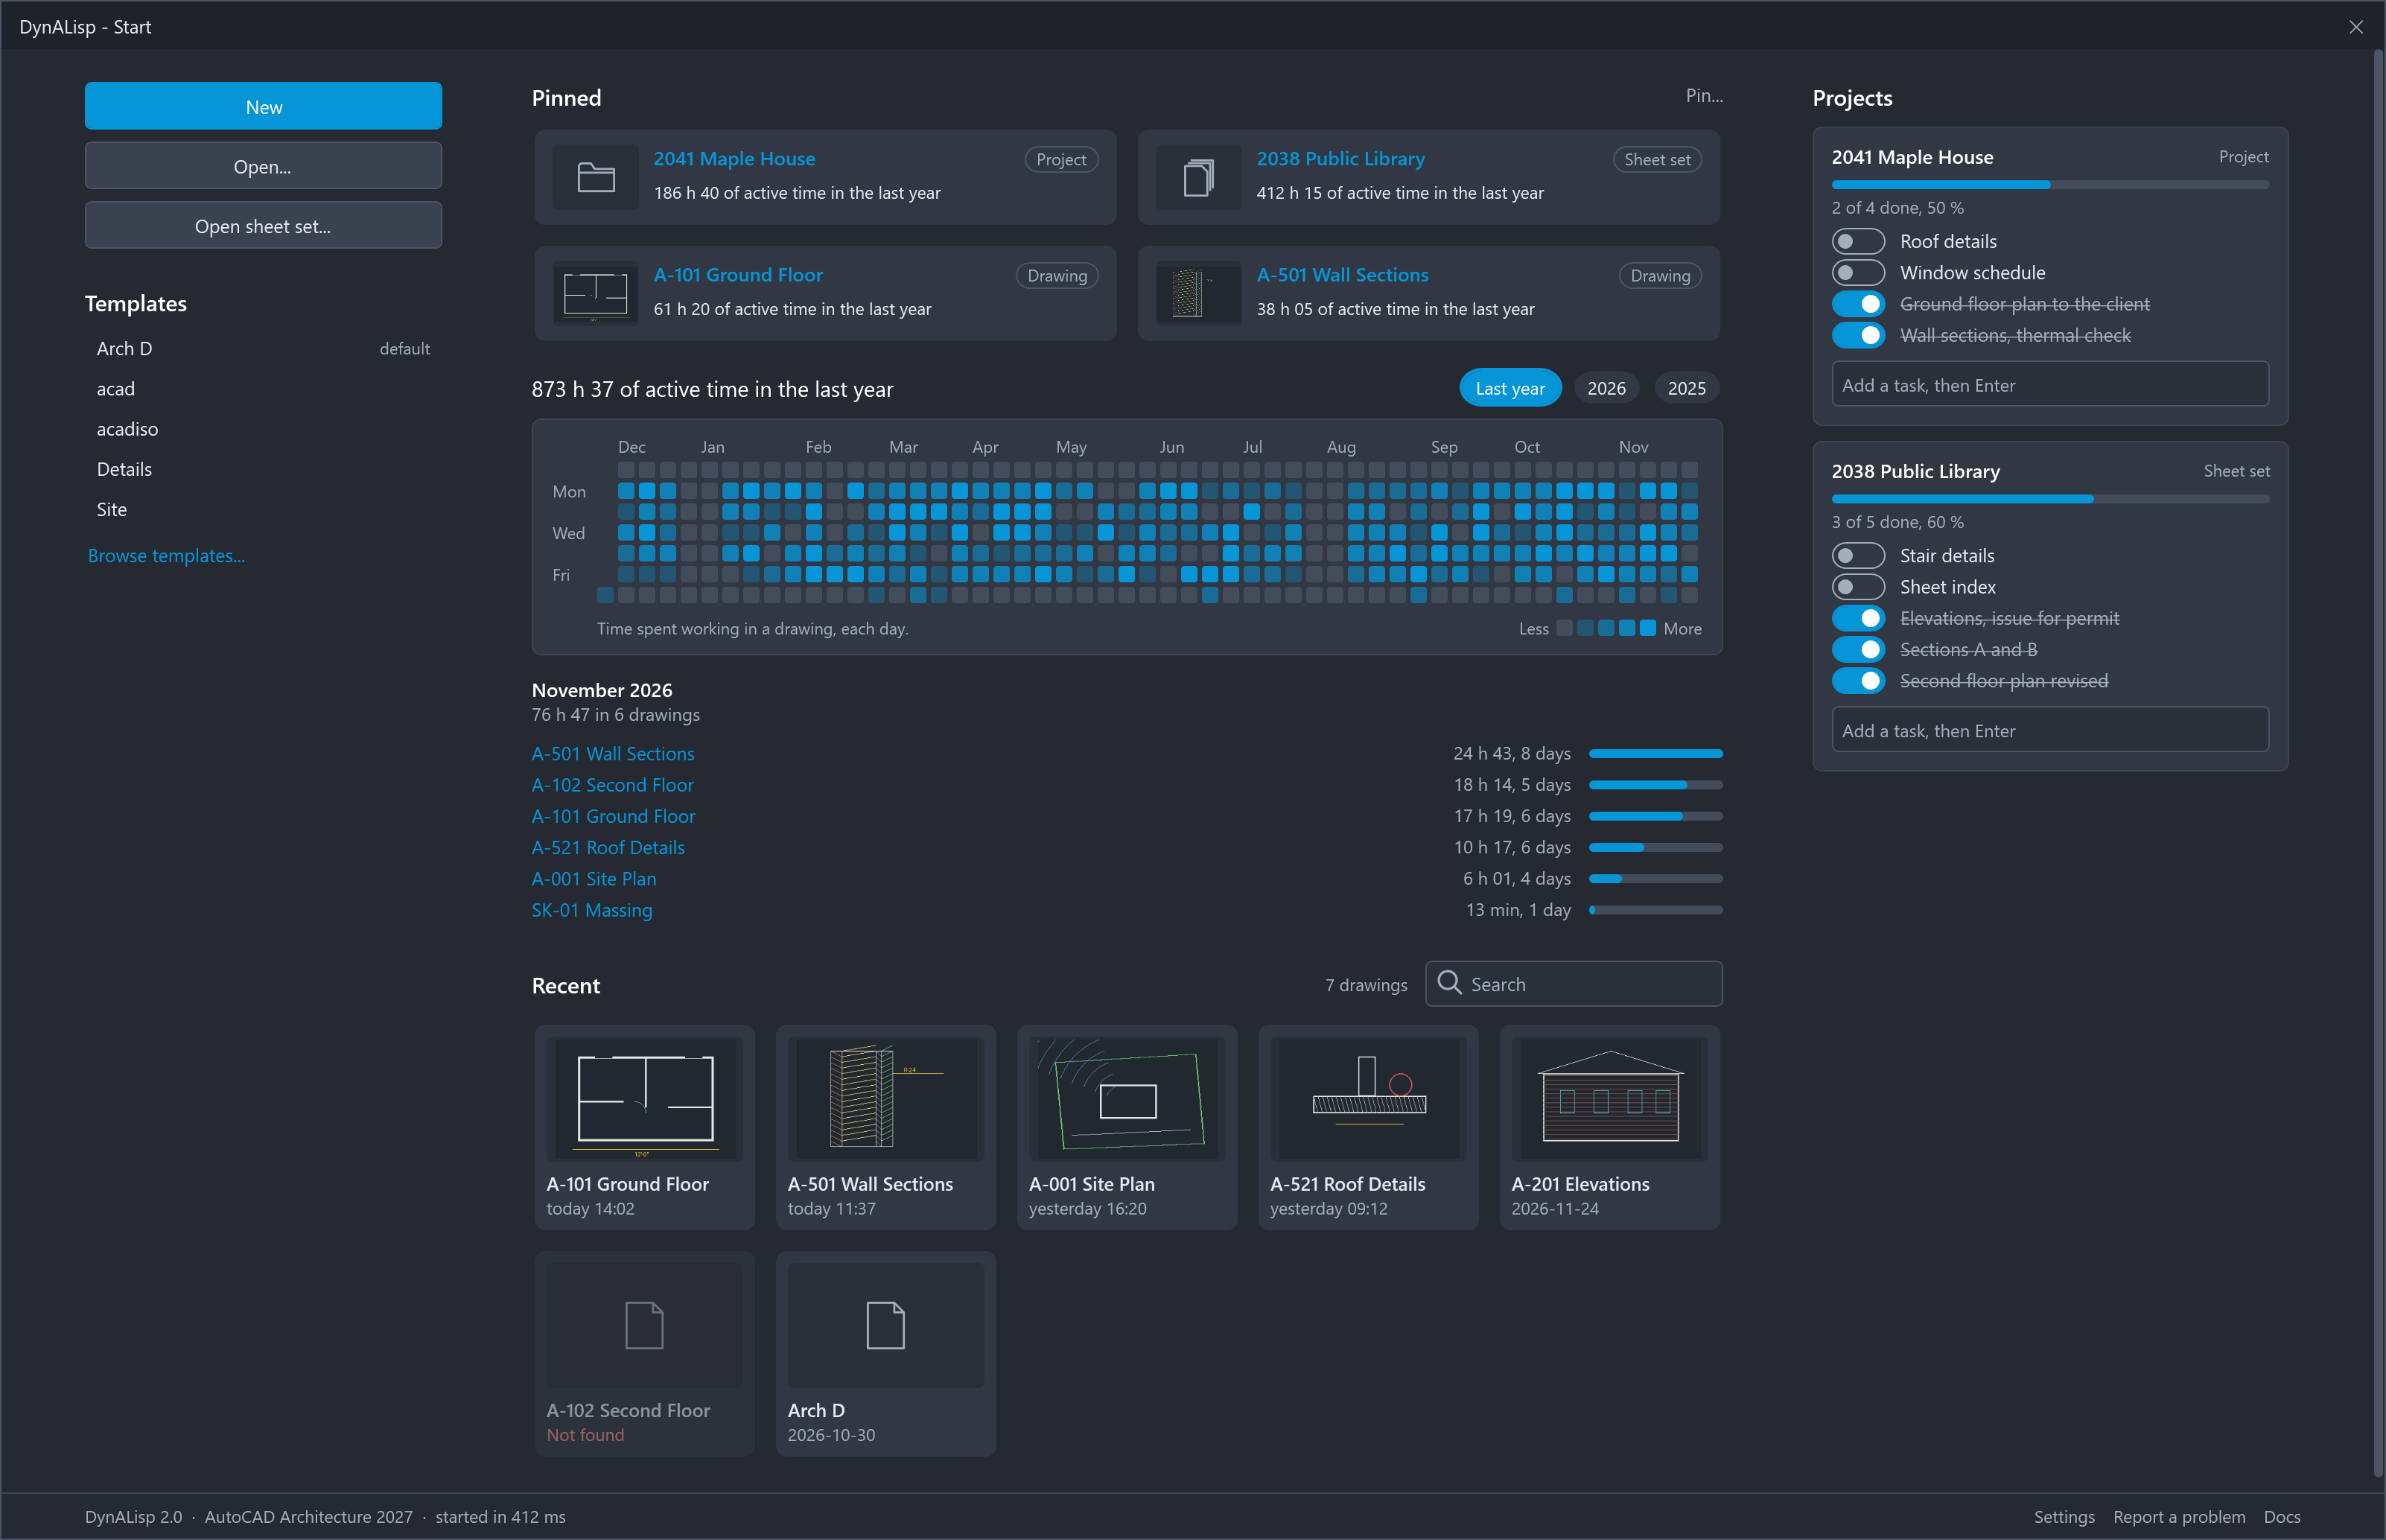 DynALisp - Start
New
Open...
Open sheet set...
Templates
Arch D default
acad
acadiso
Details
Site
Browse templates...
Pinned Pin...
2041 Maple House Project
186 h 40 of active time in the last year
2038 Public Library Sheet set
412 h 15 of active time in the last year
A-101 Ground Floor Drawing
61 h 20 of active time in the last year
A-501 Wall Sections Drawing
38 h 05 of active time in the last year
873 h 37 of active time in the last year Last year 2026 2025
Dec Jan Feb Mar Apr May Jun Jul Aug Sep Oct Nov
Mon
Wed
Fri
Time spent working in a drawing, each day. Less More
November 2026
76 h 47 in 6 drawings
A-501 Wall Sections 24 h 43, 8 days
A-102 Second Floor 18 h 14, 5 days
A-101 Ground Floor 17 h 19, 6 days
A-521 Roof Details 10 h 17, 6 days
A-001 Site Plan 6 h 01, 4 days
SK-01 Massing 13 min, 1 day
Recent 7 drawings Search
12'-0"
A-101 Ground Floor
today 14:02
R-24
A-501 Wall Sections
today 11:37
A-001 Site Plan
yesterday 16:20
A-521 Roof Details
yesterday 09:12
A-201 Elevations
2026-11-24
A-102 Second Floor
Not found
Arch D
2026-10-30
Projects
2041 Maple House Project
2 of 4 done, 50 %
Roof details
Window schedule
Ground floor plan to the client
Wall sections, thermal check
Add a task, then Enter
2038 Public Library Sheet set
3 of 5 done, 60 %
Stair details
Sheet index
Elevations, issue for permit
Sections A and B
Second floor plan revised
Add a task, then Enter
DynALisp 2.0 · AutoCAD Architecture 2027 · started in 412 ms
Settings Report a problem Docs